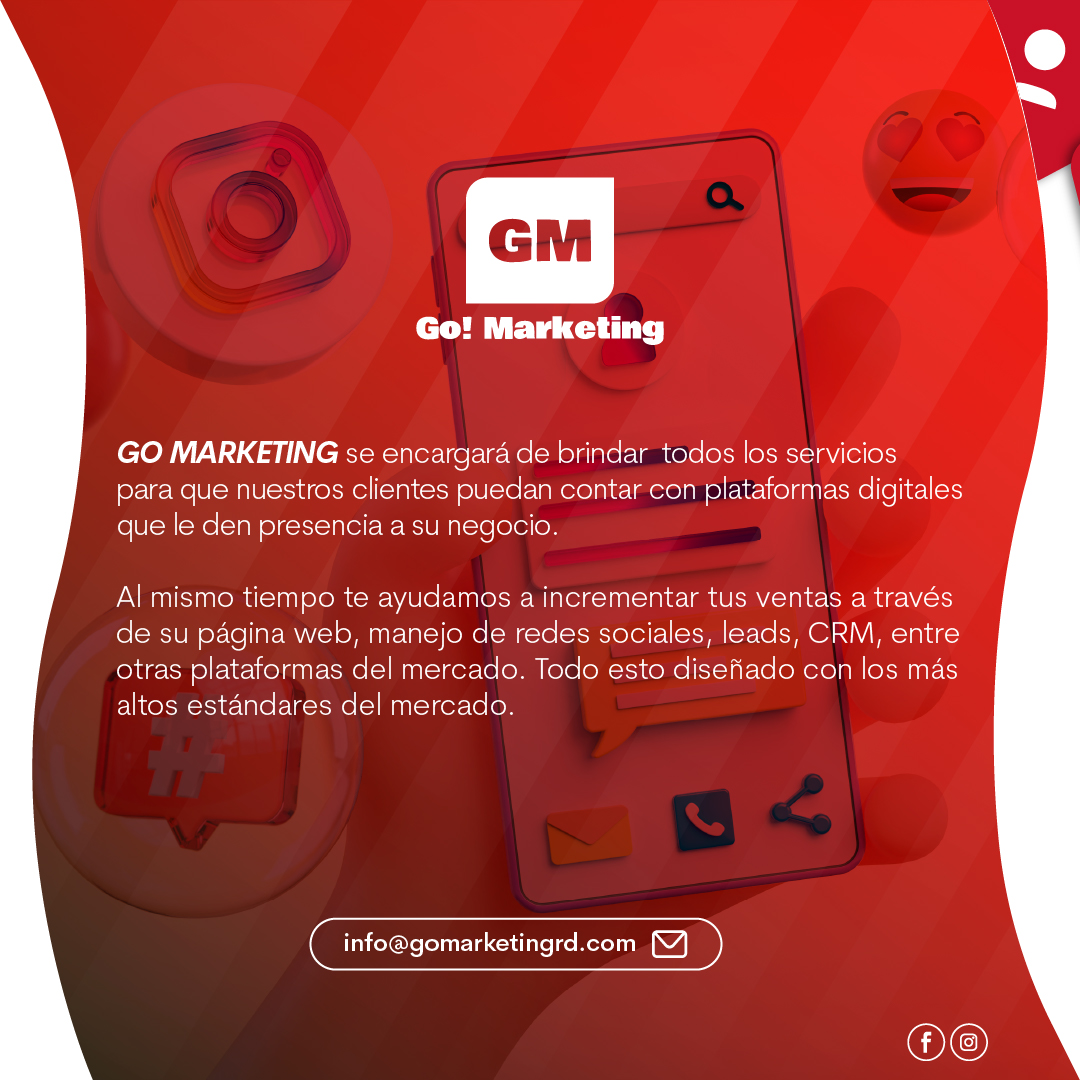 GM
Go! Marketing
GO MARKETING se encargará de brindar todos los servicios
para que nuestros clientes puedan contar con plataformas digitales
que le den presencia a su negocio.
Al mismo tiempo te ayudamos a incrementar tus ventas a través
de su página web, manejo de redes sociales, leads, CRM, entre
otras plataformas del mercado. Todo esto diseñado con los más
altos estándares del mercado.
#
info@gomarketingrd.com